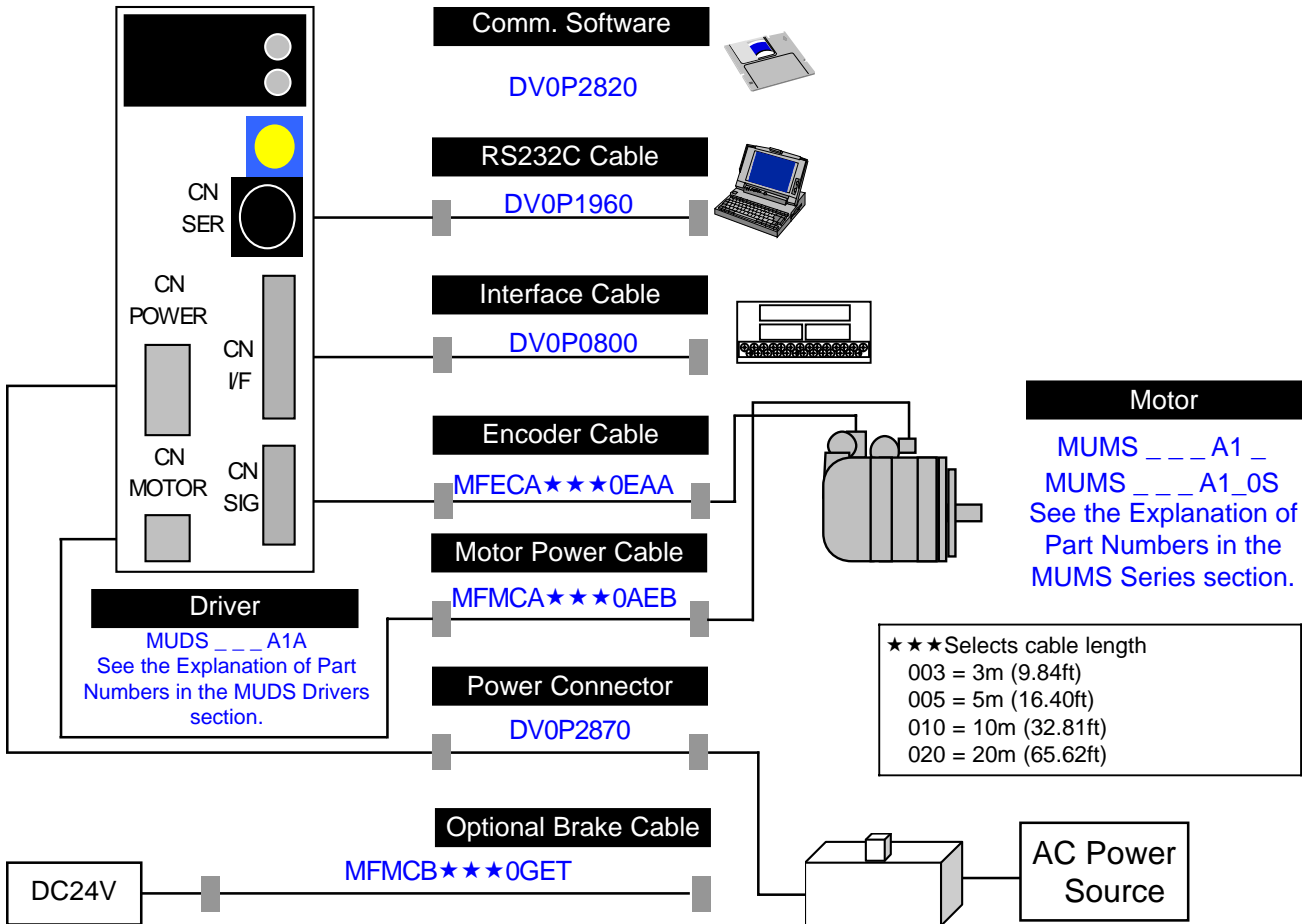 Comm. Software
DV0P2820
RS232C Cable
DV0P1960
CN
SER
CN
POWER
Interface Cable
DV0P0800
CN
I/F
Encoder Cable
MFECA★★★0EAA
CN
MOTOR
CN
SIG
Motor
MUMS _ _ _ A1 _
MUMS _ _ _ A1_0S
See the Explanation of
Part Numbers in the
MUMS Series section.
Motor Power Cable
MFMCA★★★0AEB
Driver
MUDS _ _ _ A1A
See the Explanation of Part
Numbers in the MUDS Drivers
section.
★★★Selects cable length
003 = 3m (9.84ft)
005 = 5m (16.40ft)
010 = 10m (32.81ft)
020 = 20m (65.62ft)
Power Connector
DV0P2870
Optional Brake Cable
MFMCB★★★0GET
DC24V
AC Power
Source